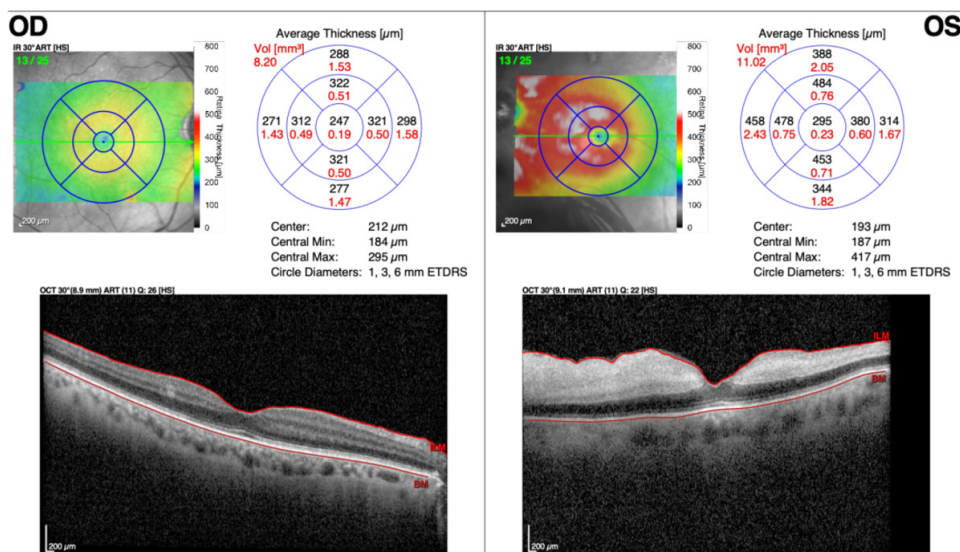 OD
OS
IR 30° ART [HS]
13 / 25
800
700
600
500
400
300
200
100
0
Retina Thickness [µm]
200 µm
Average Thickness [µm]
Vol [mm³]
8.20
288
1.53
322
0.51
271
1.43
312
0.49
247
0.19
321
0.50
298
1.58
321
0.50
277
1.47
Center: 212 µm
Central Min: 184 µm
Central Max: 295 µm
Circle Diameters: 1, 3, 6 mm ETDRS
OCT 30° (8.9 mm) ART (11) Q: 26 [HS]
ILM
BM
200 µm
IR 30° ART [HS]
13 / 25
800
700
600
500
400
300
200
100
0
Retina Thickness [µm]
200 µm
Average Thickness [µm]
Vol [mm³]
11.02
388
2.05
484
0.76
458
2.43
478
0.75
295
0.23
380
0.60
314
1.67
453
0.71
344
1.82
Center: 193 µm
Central Min: 187 µm
Central Max: 417 µm
Circle Diameters: 1, 3, 6 mm ETDRS
OCT 30° (9.1 mm) ART (11) Q: 22 [HS]
ILM
BM
200 µm